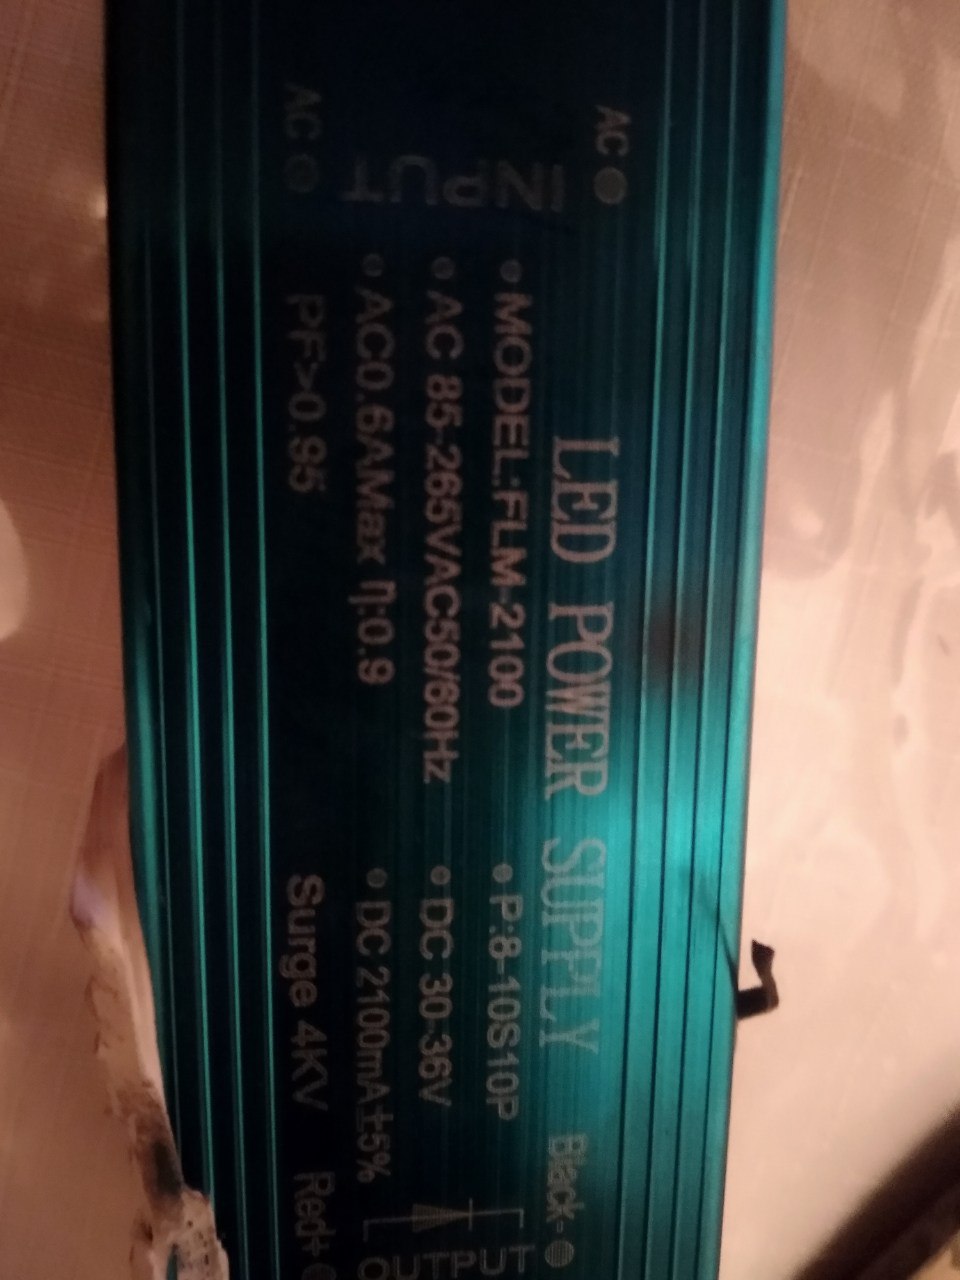 LED POWER SUPPLY
AC
INPUT
AC
• MODEL:FLM-2100
• AC 85-265VAC50/60Hz
• AC0.6AMax η:0.9
PF>0.95
• P:8-10S10P
• DC 30-36V
• DC 2100mA±5%
Surge 4KV
Black-
OUTPUT
Red+